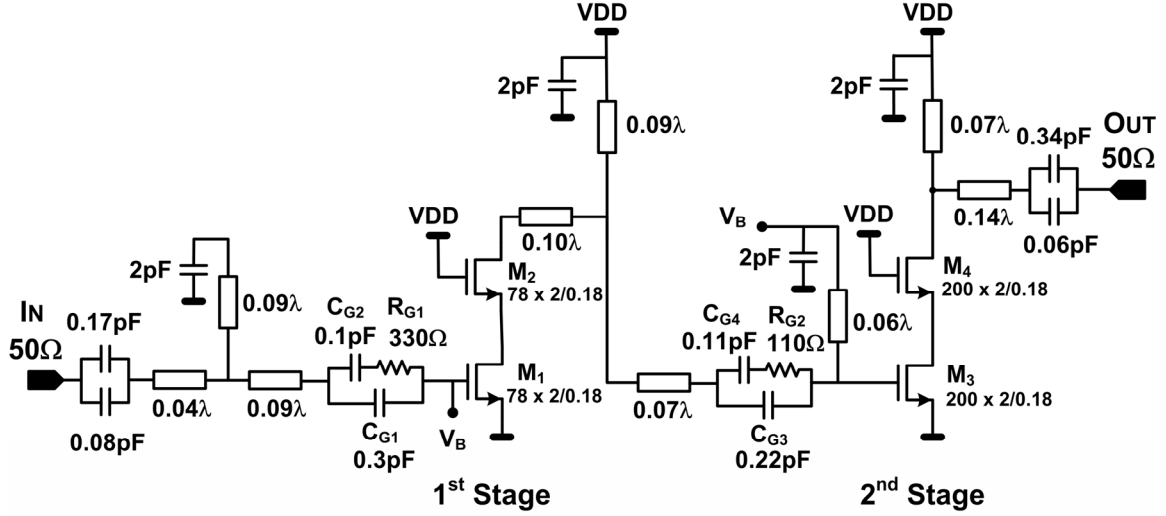 VDD
2pF
0.09λ
VDD
2pF
0.07λ
0.34pF
OUT
50Ω
0.14λ
0.06pF
VDD
0.10λ
M2
78 x 2/0.18
VB
2pF
VDD
M4
200 x 2/0.18
2pF
0.09λ
IN
50Ω
0.17pF
0.08pF
0.04λ
0.09λ
CG2
0.1pF
RG1
330Ω
CG1
0.3pF
M1
78 x 2/0.18
VB
0.07λ
CG4
0.11pF
RG2
110Ω
0.06λ
CG3
0.22pF
M3
200 x 2/0.18
1st Stage
2nd Stage